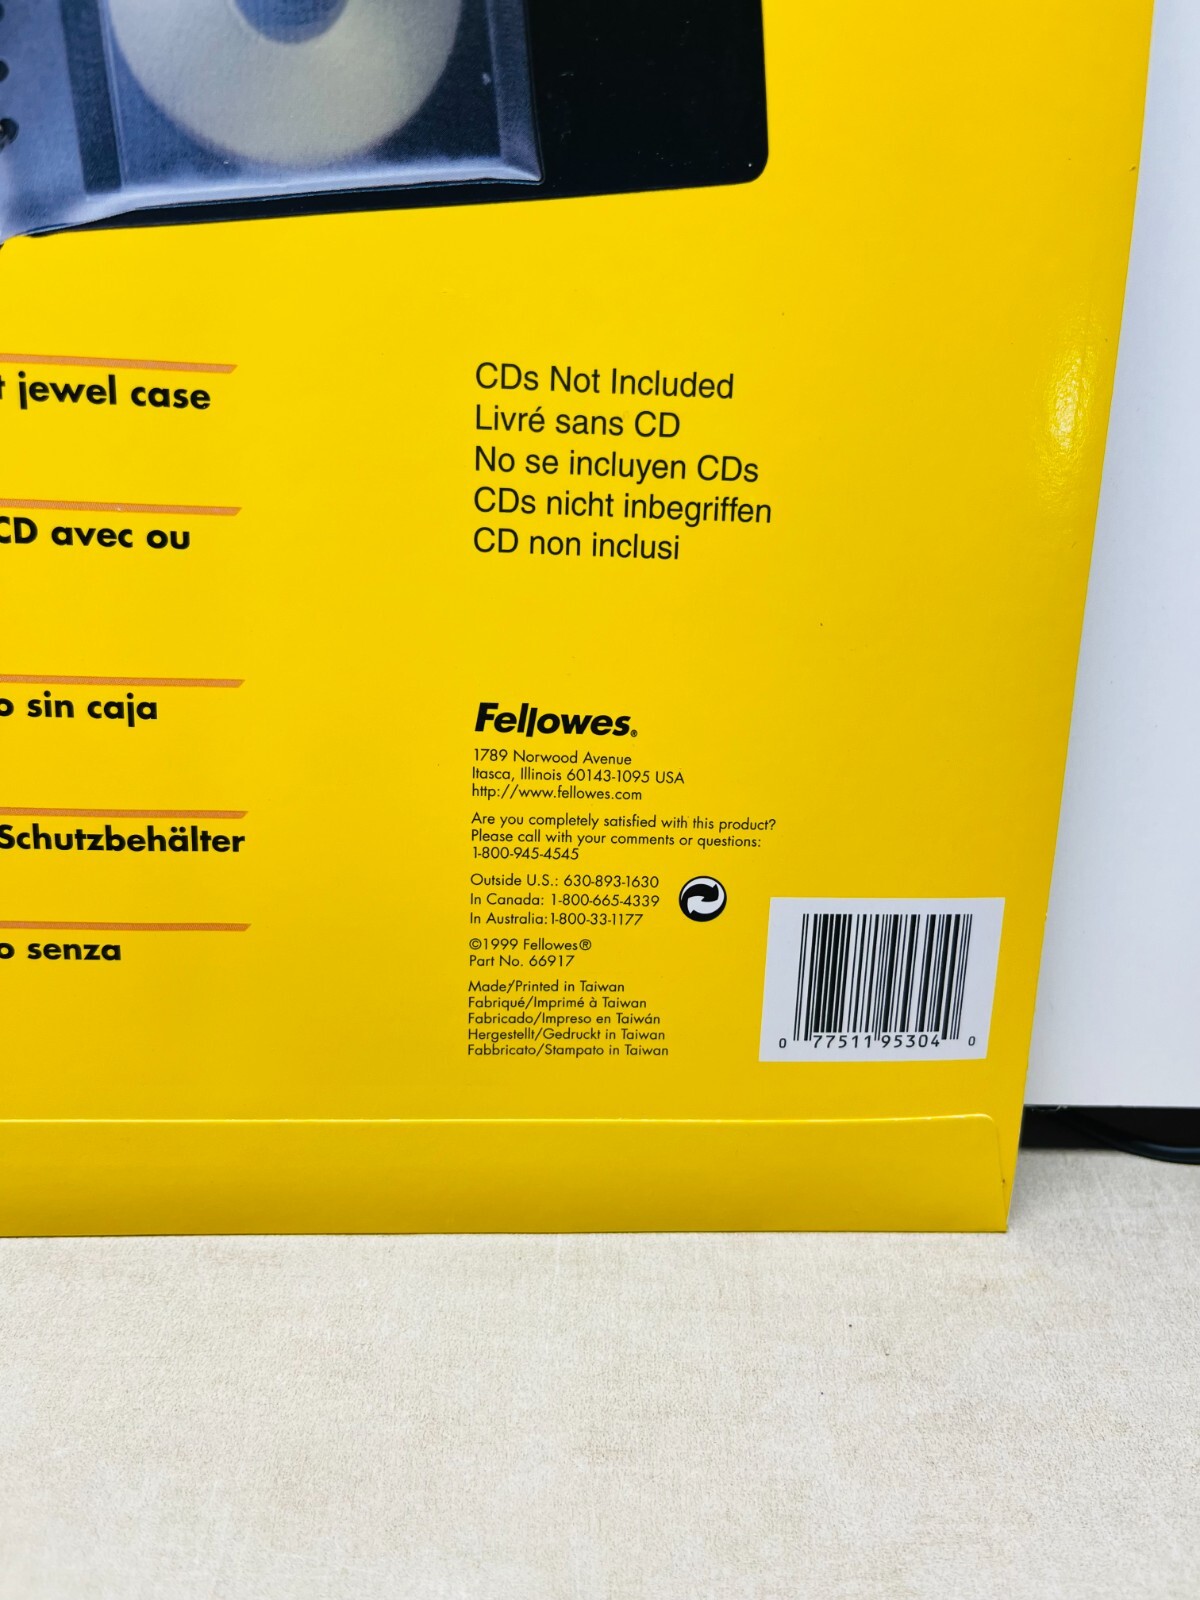 jewel case
CD avec ou
sin caja
Schutzbehälter
senza
CDs Not Included
Livré sans CD
No se incluyen CDs
CDs nicht inbegriffen
CD non inclusi
Fellowes®
1789 Norwood Avenue
Itasca, Illinois 60143-1095 USA
http://www.fellowes.com
Are you completely satisfied with this product?
Please call with your comments or questions:
1-800-945-4545
Outside U.S.: 630-893-1630
In Canada: 1-800-665-4339
In Australia: 1-800-33-1177
©1999 Fellowes®
Part No. 66917
Made/Printed in Taiwan
Fabriqué/Imprimé à Taiwan
Fabricado/Impreso en Taiwán
Hergestellt/Gedruckt in Taiwan
Fabbricato/Stampato in Taiwan
0 77511 95304 0